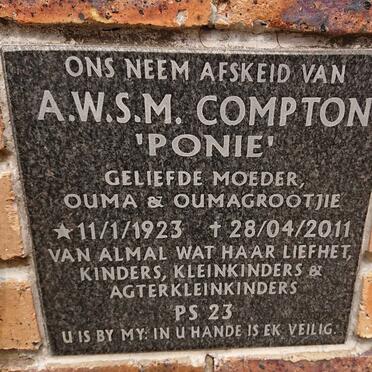 ONS NEEM AFSKEID VAN
A.W.S.M. COMPTON
'PONIE'
GELIEFDE MOEDER,
OUMA & OUMAGROOTJIE
★ 11/1/1923 ✝ 28/04/2011
VAN ALMAL WAT HAAR LIEFHET,
KINDERS, KLEINKINDERS &
AGTERKLEINKINDERS
PS 23
U IS BY MY: IN U HANDE IS EK VEILIG.